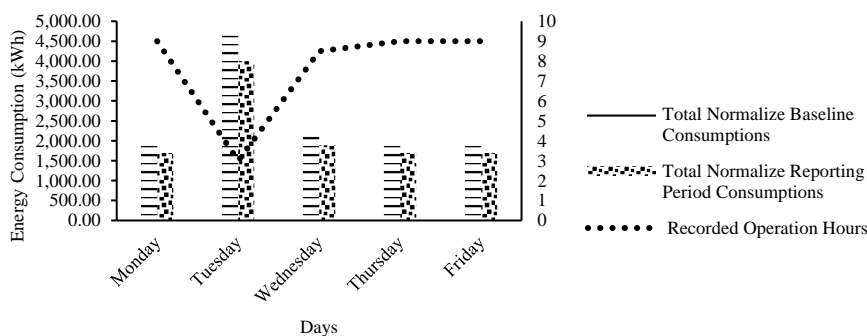 Energy Consumption (kWh)
5,000.00
4,500.00
4,000.00
3,500.00
3,000.00
2,500.00
2,000.00
1,500.00
1,000.00
500.00
0.00
10
9
8
7
6
5
4
3
2
1
0
Monday
Tuesday
Wednesday
Thursday
Friday
Days
Total Normalize Baseline
Consumptions
Total Normalize Reporting
Period Consumptions
Recorded Operation Hours